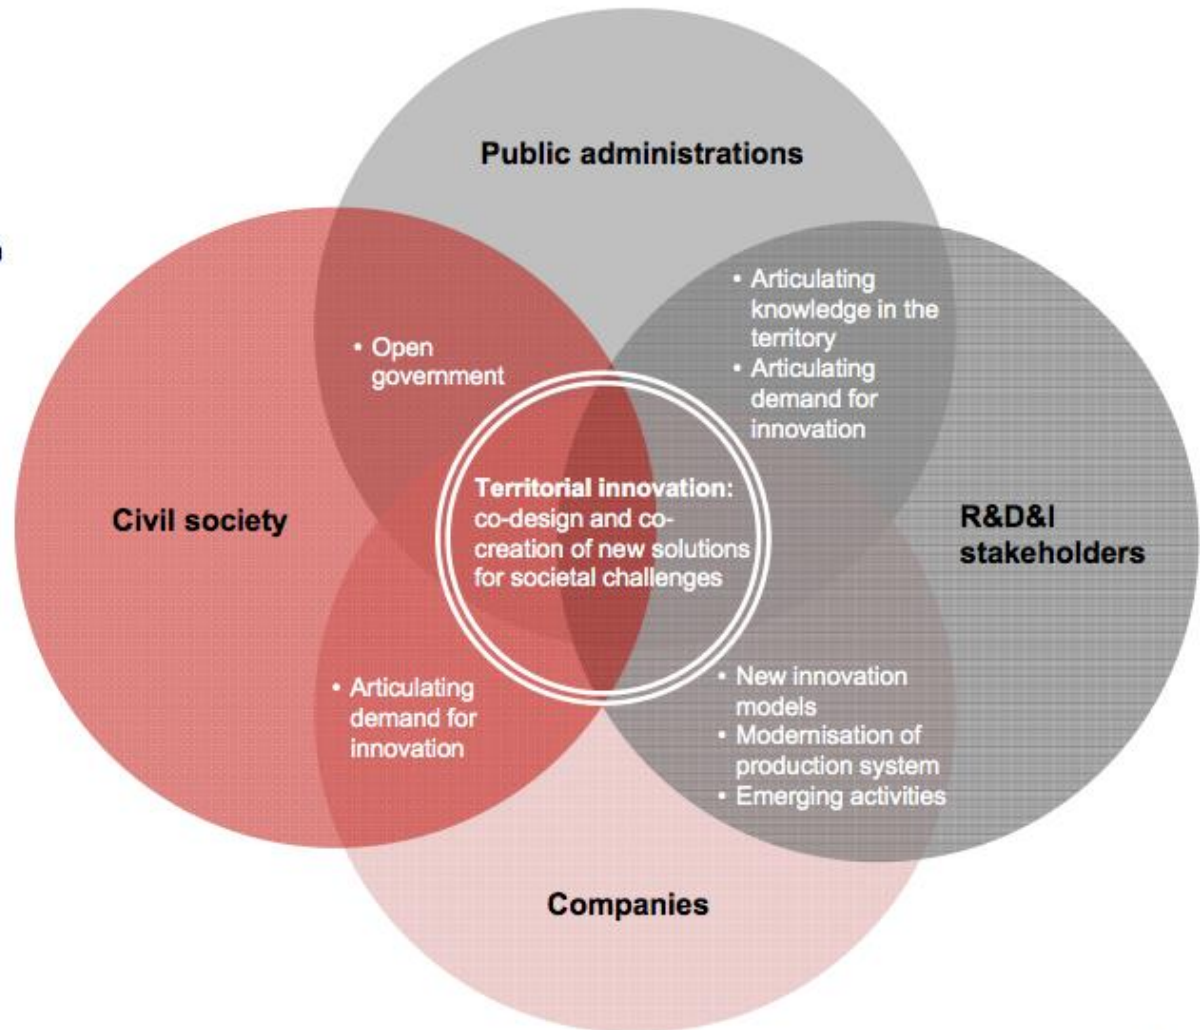 Public administrations
• Articulating
knowledge in the
territory
• Articulating
demand for
innovation
• Open
government
Territorial innovation:
co-design and co-
creation of new solutions
for societal challenges
Civil society
R&D&I
stakeholders
• Articulating
demand for
innovation
• New innovation
models
• Modernisation of
production system
• Emerging activities
Companies